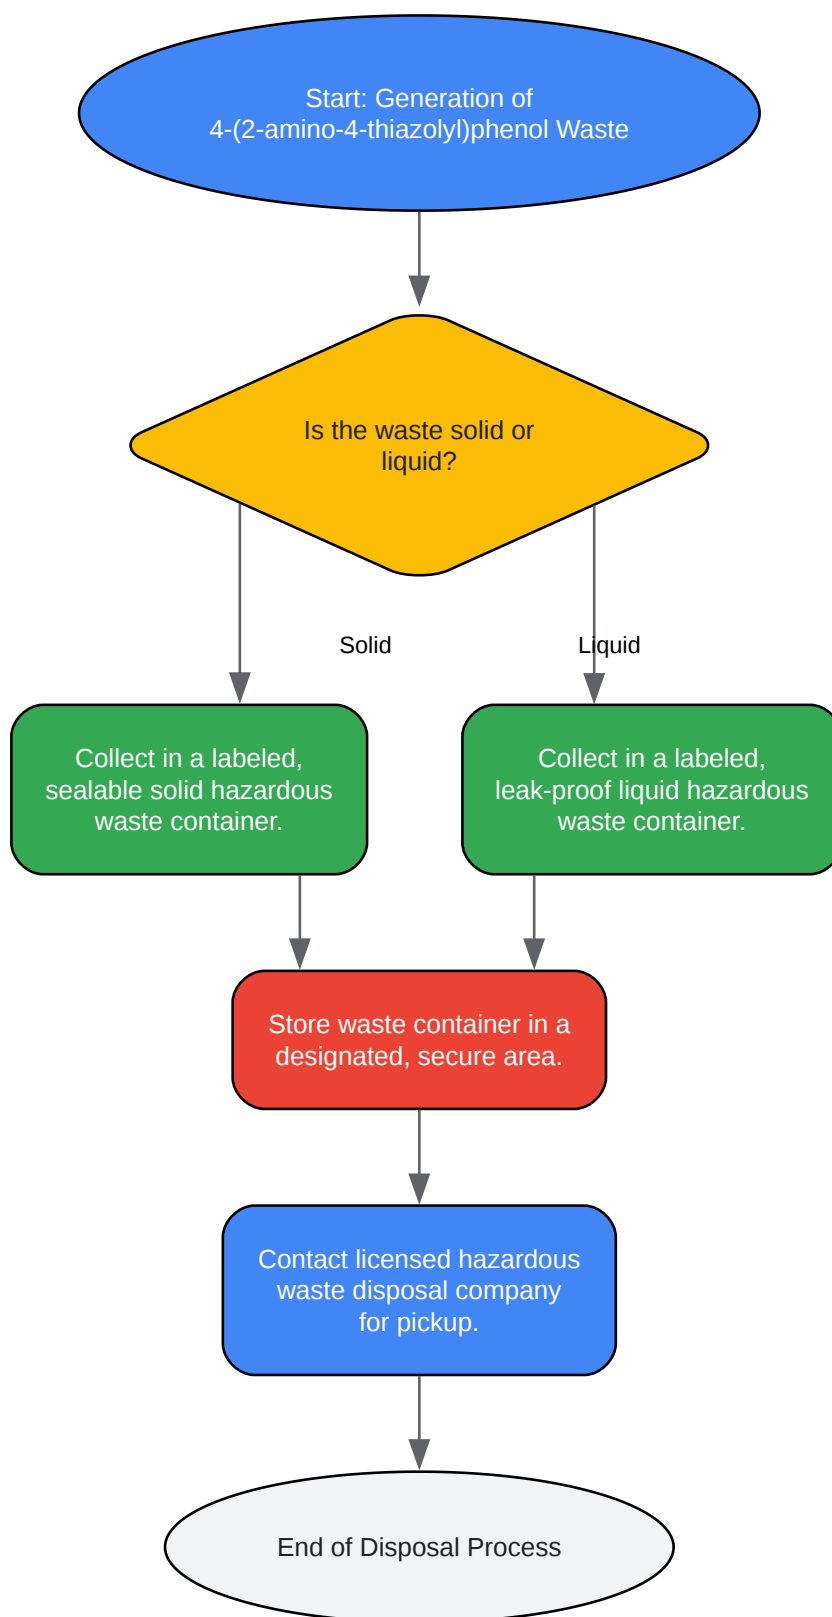 Start: Generation of
4-(2-amino-4-thiazolyl)phenol Waste
Is the waste solid or
liquid?
Solid
Liquid
Collect in a labeled,
sealable solid hazardous
waste container.
Collect in a labeled,
leak-proof liquid hazardous
waste container.
Store waste container in a
designated, secure area.
Contact licensed hazardous
waste disposal company
for pickup.
End of Disposal Process